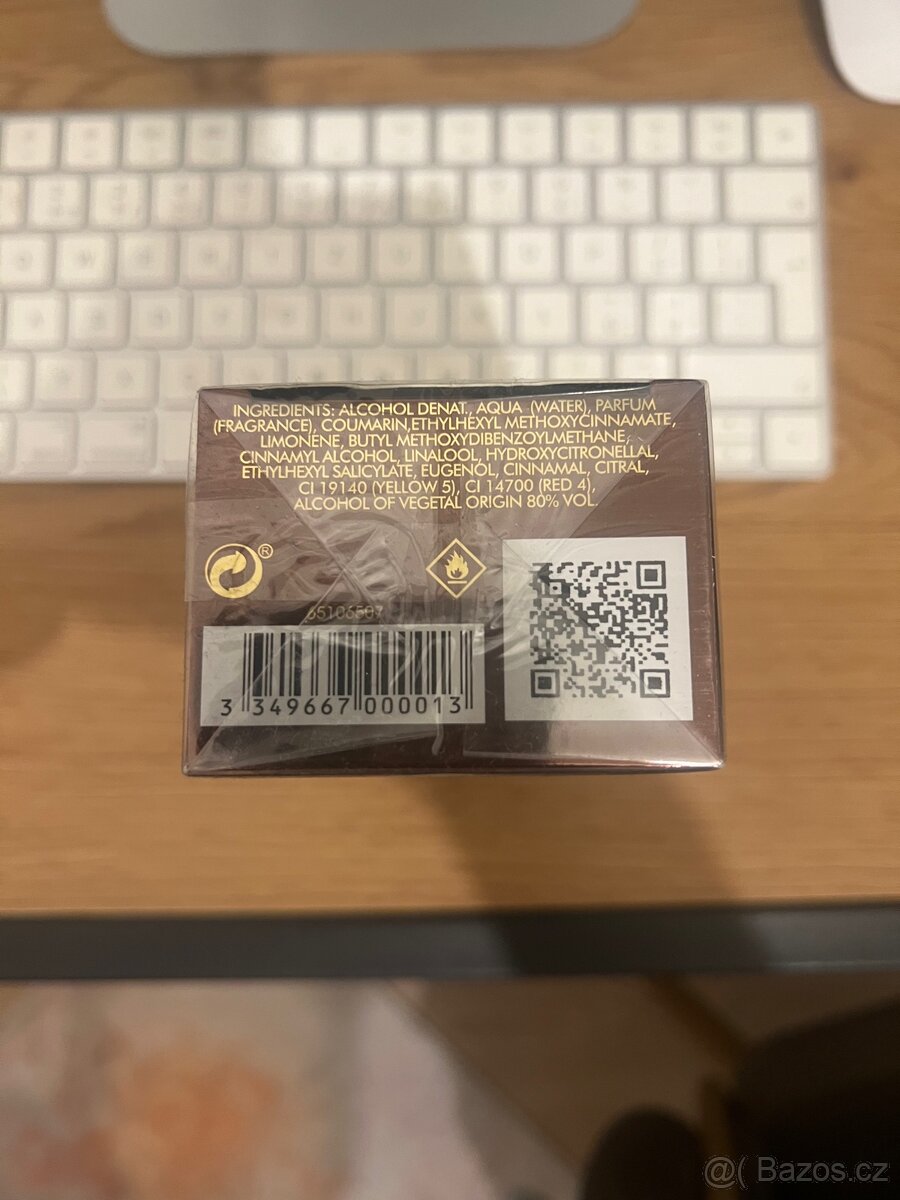 INGREDIENTS: ALCOHOL DENAT., AQUA (WATER), PARFUM
(FRAGRANCE), COUMARIN,ETHYLHEXYL METHOXYCINNAMATE,
LIMONENE, BUTYL METHOXYDIBENZOYLMETHANE,
CINNAMYL ALCOHOL, LINALOOL, HYDROXYCITRONELLAL,
ETHYLHEXYL SALICYLATE, EUGENOL, CINNAMAL, CITRAL,
CI 19140 (YELLOW 5), CI 14700 (RED 4),
ALCOHOL OF VEGETAL ORIGIN 80% VOL.
®
65106507
3 349667 000013
@( Bazos.cz